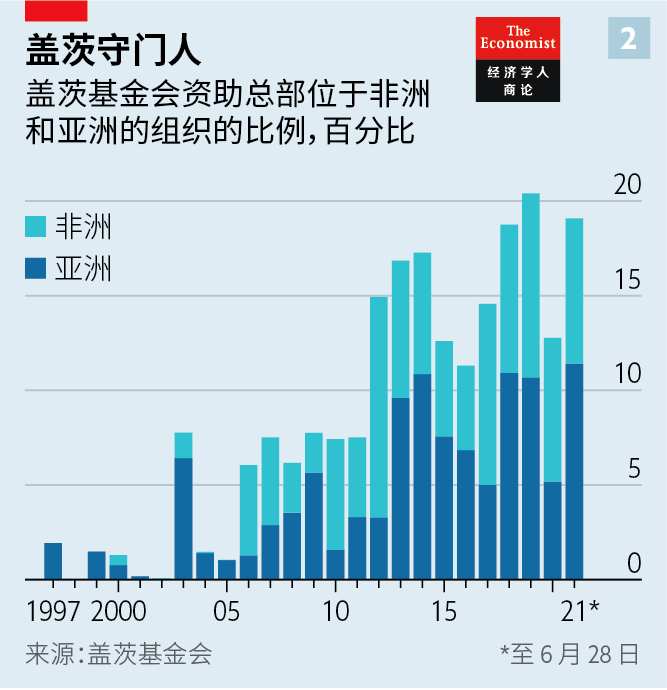 盖茨守门人
The
Economist
经济学人
商论
2
盖茨基金会资助总部位于非洲
和亚洲的组织的比例，百分比
20
非洲
亚洲
15
10
5
0
1997 2000 05 10 15 21*
来源：盖茨基金会 *至 6 月 28 日